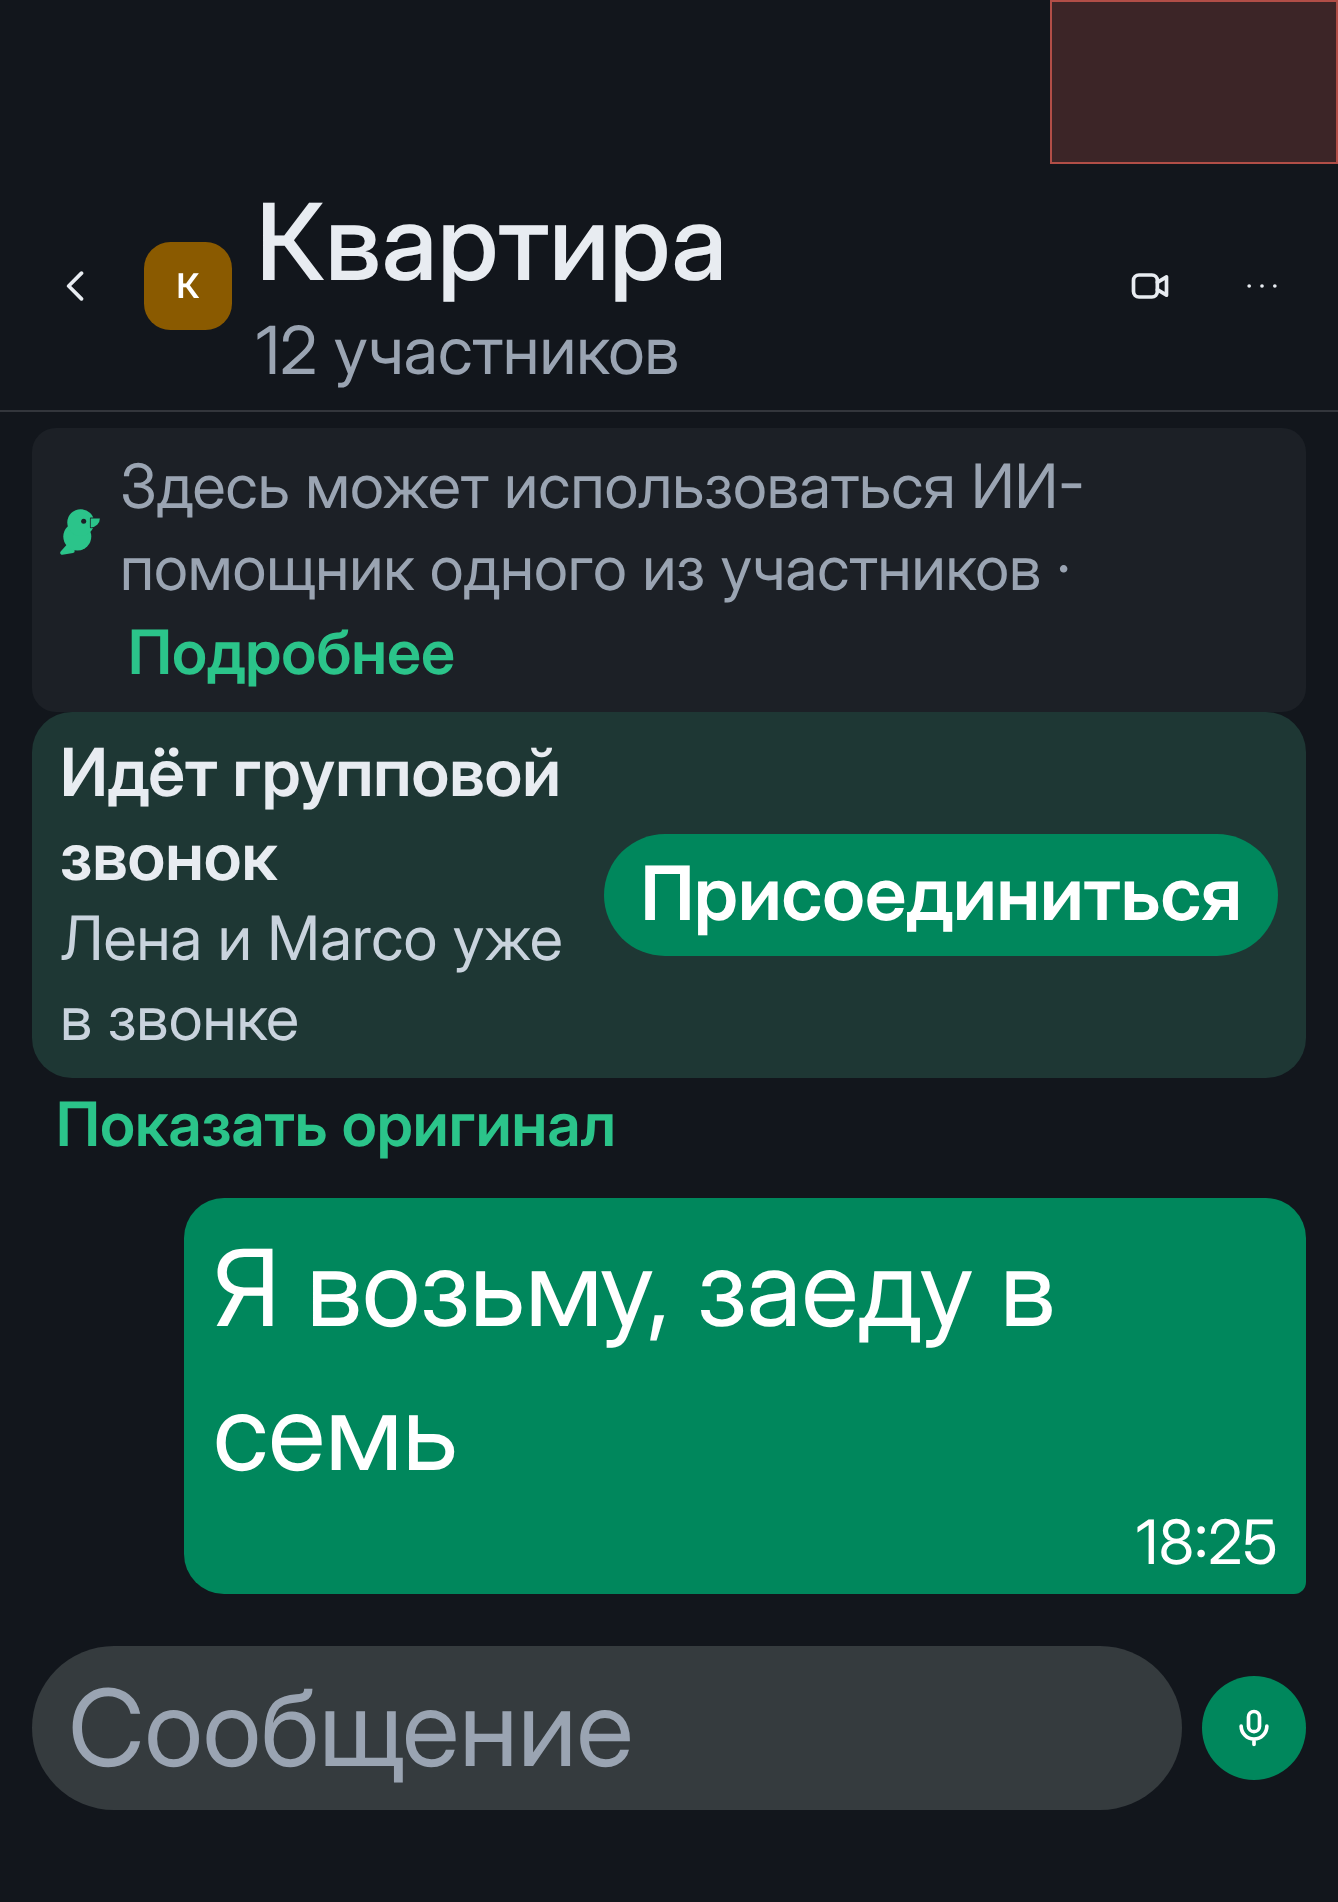 К
Квартира
12 участников
Здесь может использоваться ИИ-
помощник одного из участников ·
Подробнее
Идёт групповой
звонок
Лена и Marco уже
в звонке
Присоединиться
Показать оригинал
Я возьму, заеду в
семь
18:25
Сообщение